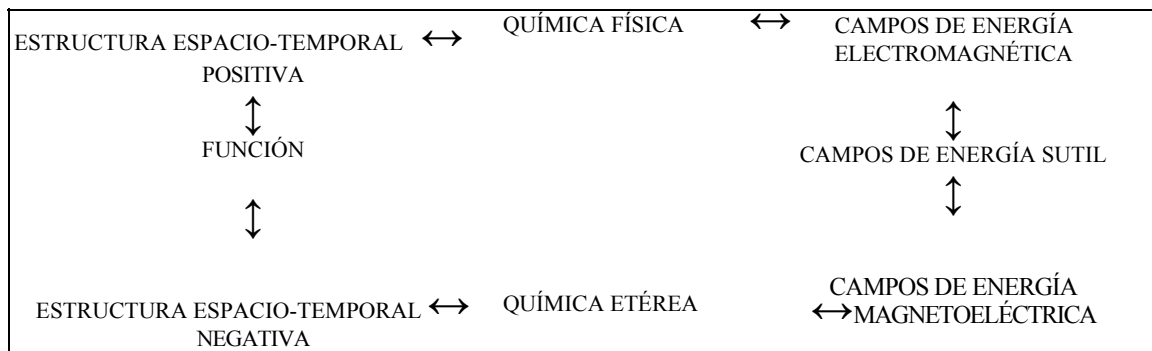 ESTRUCTURA ESPACIO-TEMPORAL ↔ QUÍMICA FÍSICA ↔ CAMPOS DE ENERGÍA
POSITIVA ELECTROMAGNÉTICA
↕ ↕
FUNCIÓN CAMPOS DE ENERGÍA SUTIL
↕ ↕
ESTRUCTURA ESPACIO-TEMPORAL ↔ QUÍMICA ETÉREA ↔ CAMPOS DE ENERGÍA
NEGATIVA MAGNETOELÉCTRICA